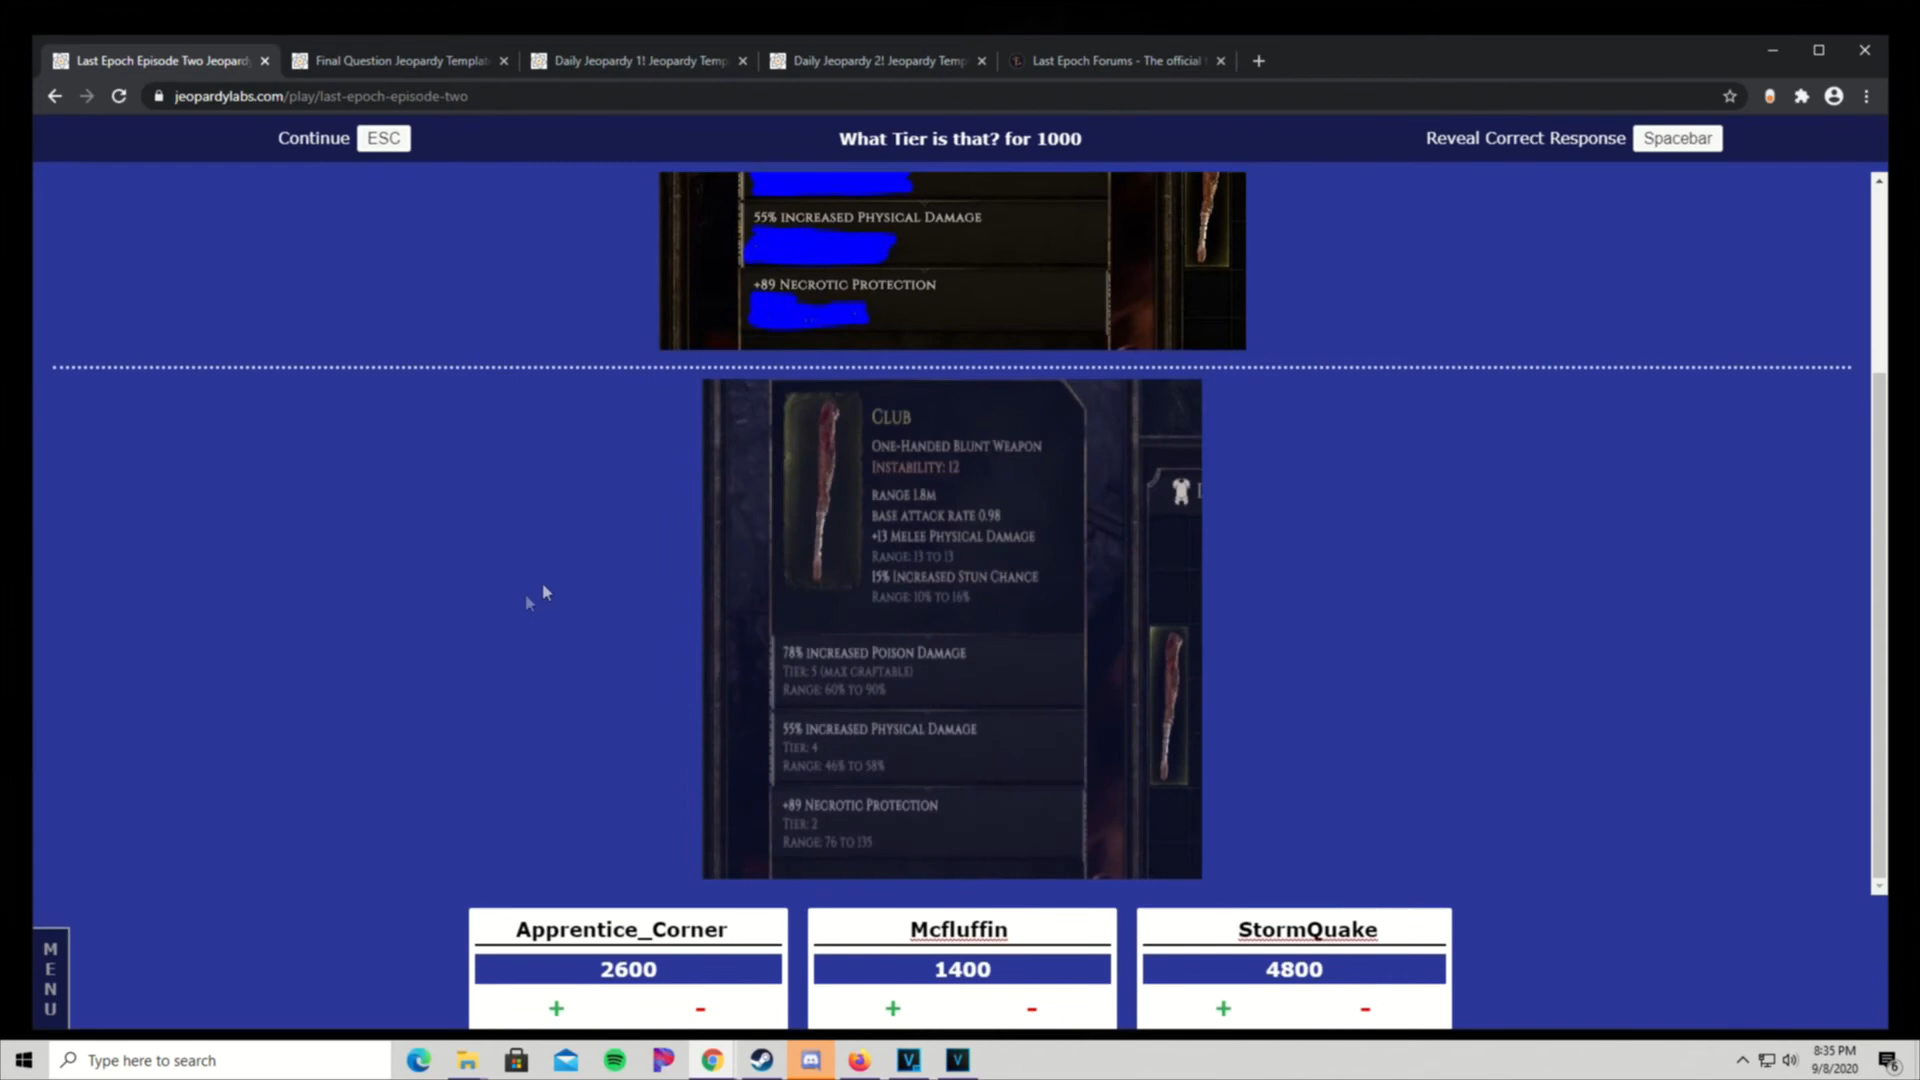 Last Epoch Episode Two Jeopard
Final Question Jeopardy Templat
Daily Jeopardy 1! Jeopardy Temp
Daily Jeopardy 2! Jeopardy Temp
Last Epoch Forums - The official
jeopardylabs.com/play/last-epoch-episode-two
Continue ESC
What Tier is that? for 1000
Reveal Correct Response Spacebar
55% INCREASED PHYSICAL DAMAGE
+89 NECROTIC PROTECTION
CLUB
ONE-HANDED BLUNT WEAPON
INSTABILITY: 12
RANGE 1.8M
BASE ATTACK RATE 0.98
+13 MELEE PHYSICAL DAMAGE
RANGE: 13 TO 13
15% INCREASED STUN CHANCE
RANGE: 10% TO 16%
78% INCREASED POISON DAMAGE
TIER: 5 (MAX CRAFTABLE)
RANGE: 60% TO 90%
55% INCREASED PHYSICAL DAMAGE
TIER: 4
RANGE: 46% TO 58%
+89 NECROTIC PROTECTION
TIER: 2
RANGE: 76 TO 135
Apprentice_Corner
2600
+ -
Mcfluffin
1400
+ -
StormQuake
4800
+ -
MENU
Type here to search
8:35 PM
9/8/2020
6